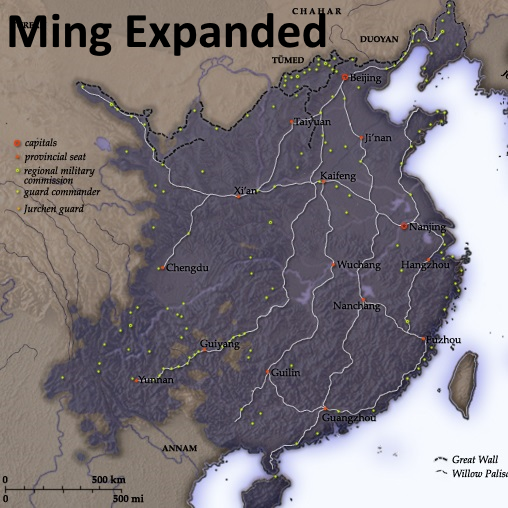 CHAHAR
Ming Expanded
DUOYAN
TÜMED
Beijing
Taiyuan
Ji'nan
capitals
provincial seat
regional military
commission
guard commander
Jurchen guard
Kaifeng
Xi'an
Nanjing
Chengdu
Wuchang
Hangzhou
Nanchang
Guiyang
Fuzhou
Guilin
Yunnan
Guangzhou
ANNAM
Great Wall
Willow Palisa
0 500 km
0 500 mi